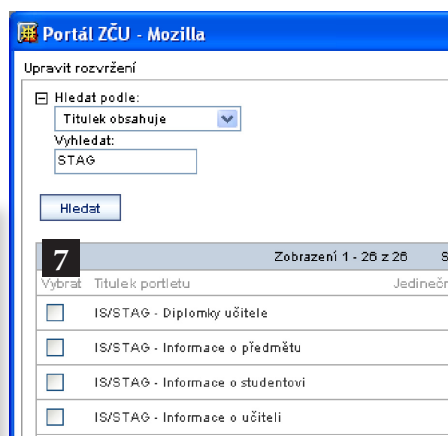 Portál ZČU - Mozilla
Upravit rozvržení
Hledat podle:
Titulek obsahuje
Vyhledat:
STAG
Hledat
7 Zobrazení 1 - 26 z 26 S
Vybrat Titulek portletu Jedinečn
IS/STAG - Diplomky učitele
IS/STAG - Informace o předmětu
IS/STAG - Informace o studentovi
IS/STAG - Informace o učiteli